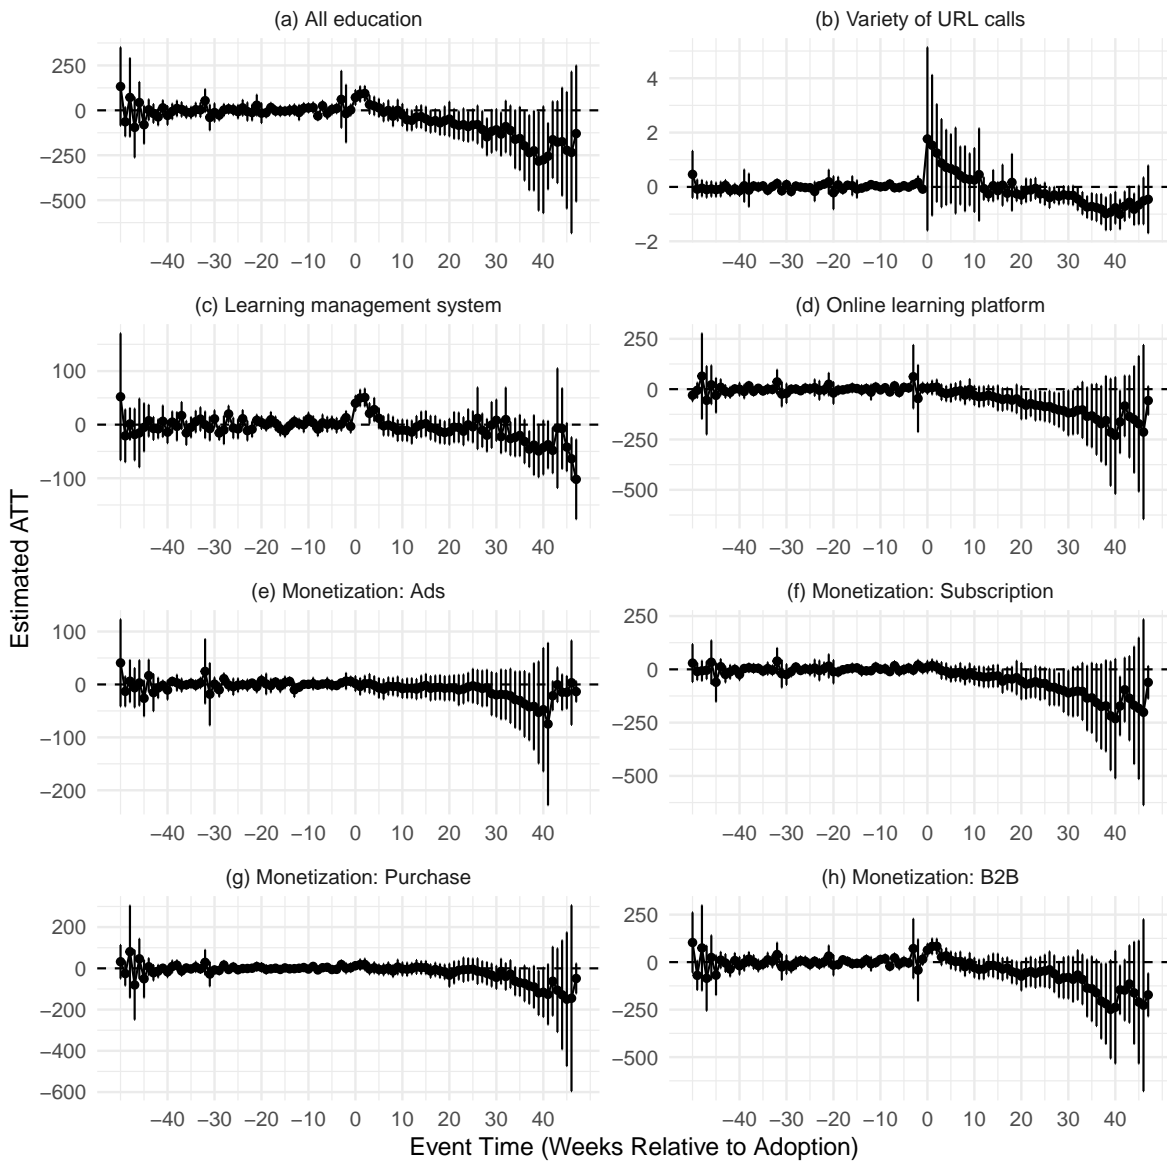 (a) All education
(b) Variety of URL calls
250
0
−250
−500
−40 −30 −20 −10 0 10 20 30 40
4
2
0
−2
−40 −30 −20 −10 0 10 20 30 40
(c) Learning management system
(d) Online learning platform
100
0
−100
−40 −30 −20 −10 0 10 20 30 40
250
0
−250
−500
−40 −30 −20 −10 0 10 20 30 40
Estimated ATT
(e) Monetization: Ads
(f) Monetization: Subscription
100
0
−100
−200
−40 −30 −20 −10 0 10 20 30 40
250
0
−250
−500
−40 −30 −20 −10 0 10 20 30 40
(g) Monetization: Purchase
(h) Monetization: B2B
200
0
−200
−400
−600
−40 −30 −20 −10 0 10 20 30 40
250
0
−250
−500
−40 −30 −20 −10 0 10 20 30 40
Event Time (Weeks Relative to Adoption)